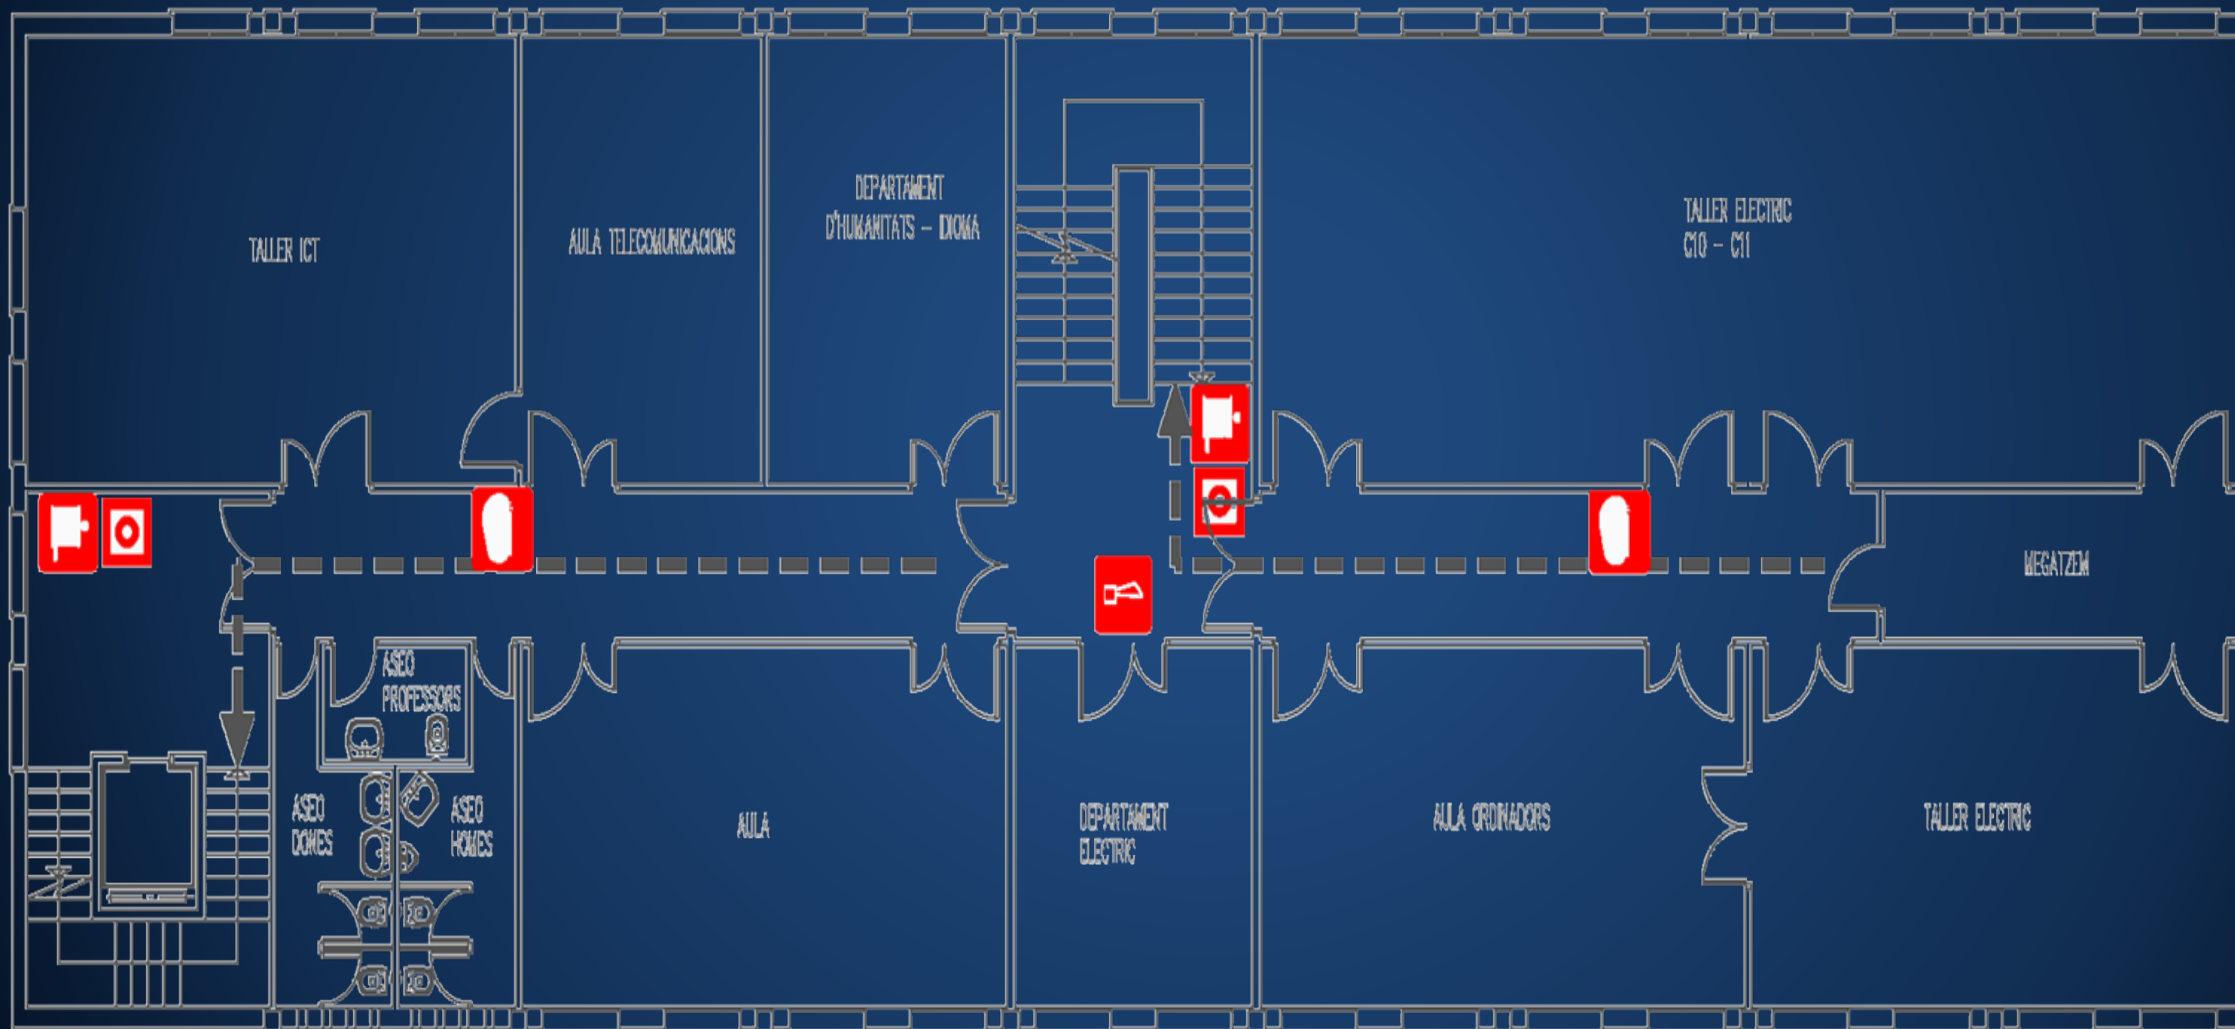 TALLER ICT
AULA TELECOMUNICACIONS
DEPARTAMENT
D'HUMANITATS – IDIOMA
TALLER ELECTRIC
C10 – C11
MEGATZEM
ASEO
PROFESSORS
ASEO
DONES
ASEO
HOMES
AULA
DEPARTAMENT
ELECTRIC
AULA ORDINADORS
TALLER ELECTRIC